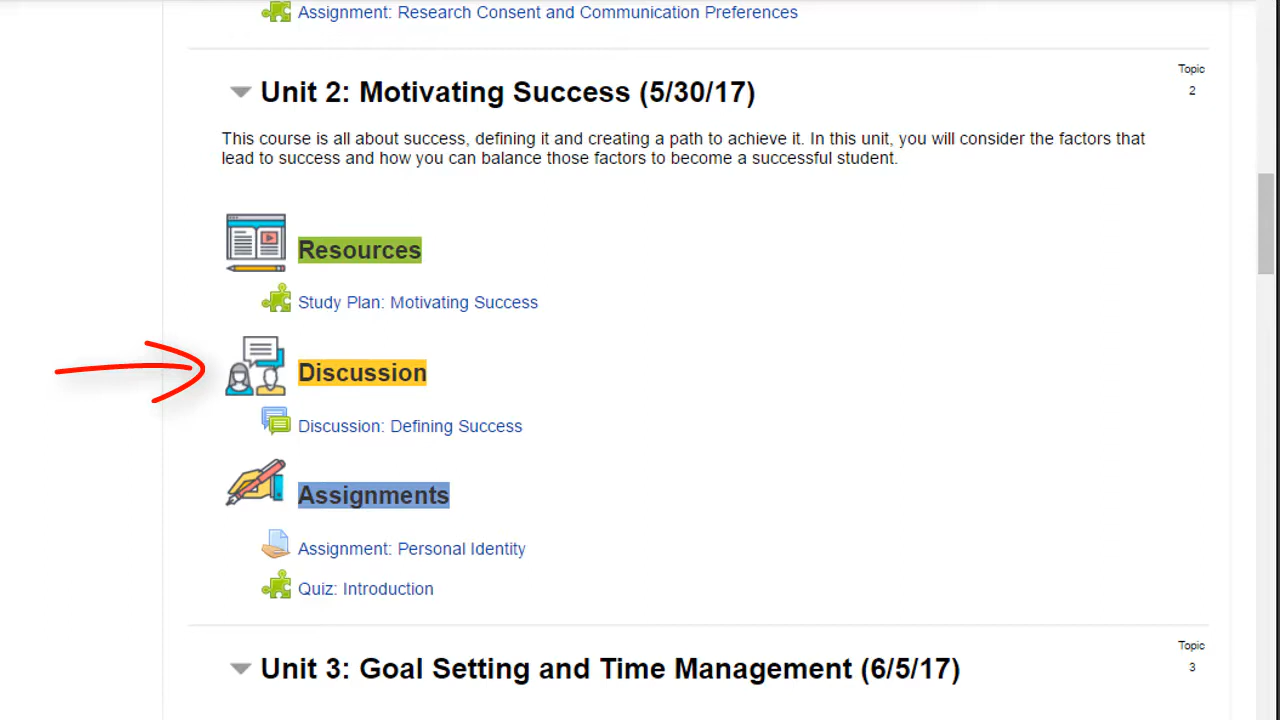 Assignment: Research Consent and Communication Preferences
Topic
2
Unit 2: Motivating Success (5/30/17)
This course is all about success, defining it and creating a path to achieve it. In this unit, you will consider the factors that
lead to success and how you can balance those factors to become a successful student.
Resources
Study Plan: Motivating Success
Discussion
Discussion: Defining Success
Assignments
Assignment: Personal Identity
Quiz: Introduction
Topic
3
Unit 3: Goal Setting and Time Management (6/5/17)